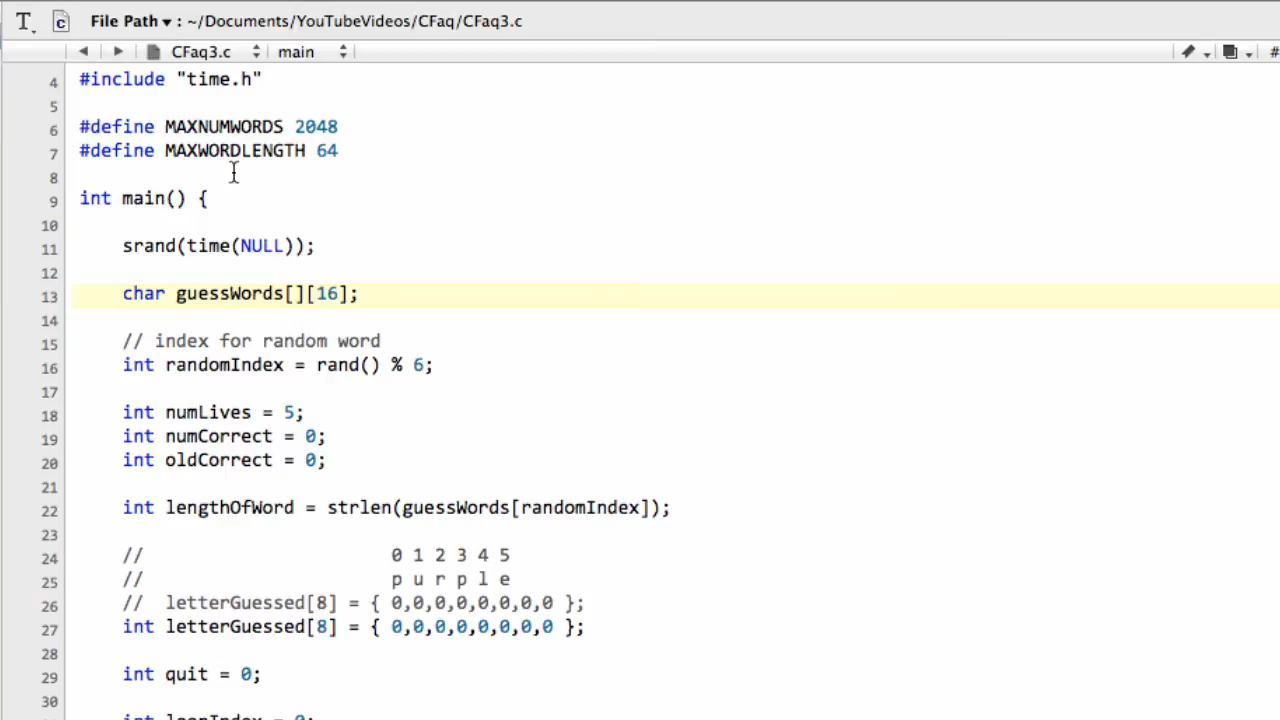 T. c File Path ▾ : ~/Documents/YouTubeVideos/CFaq/CFaq3.c
CFaq3.c main #
4 #include "time.h"
5
6 #define MAXNUMWORDS 2048
7 #define MAXWORDLENGTH 64
8
9 int main() {
10
11 srand(time(NULL));
12
13 char guessWords[][16];
14
15 // index for random word
16 int randomIndex = rand() % 6;
17
18 int numLives = 5;
19 int numCorrect = 0;
20 int oldCorrect = 0;
21
22 int lengthOfWord = strlen(guessWords[randomIndex]);
23
24 // 0 1 2 3 4 5
25 // p u r p l e
26 // letterGuessed[8] = { 0,0,0,0,0,0,0,0 };
27 int letterGuessed[8] = { 0,0,0,0,0,0,0,0 };
28
29 int quit = 0;
30
int loopIndex = 0;